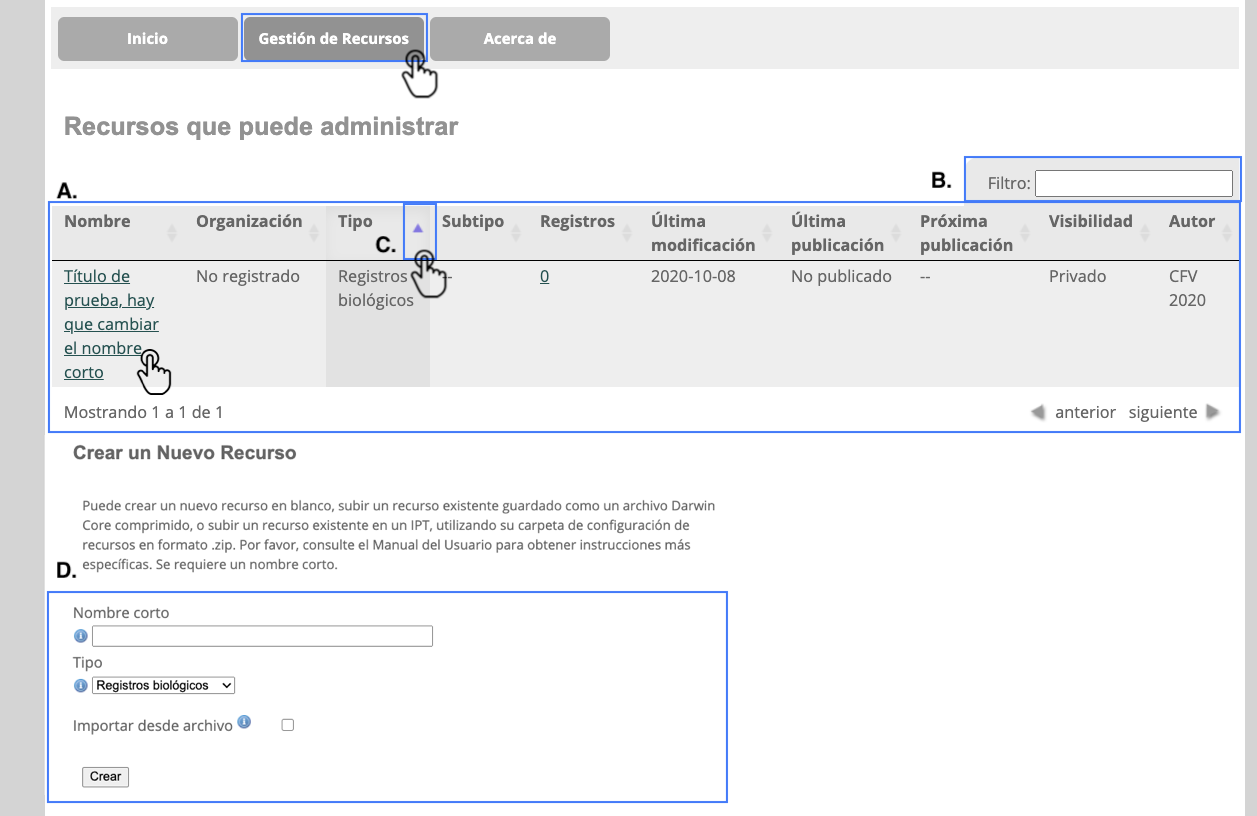 Inicio
Gestión de Recursos
Acerca de
Recursos que puede administrar
A.
B.
Filtro:
Nombre
Organización
Tipo
C.
Subtipo
Registros
Última
modificación
Última
publicación
Próxima
publicación
Visibilidad
Autor
Título de
prueba, hay
que cambiar
el nombre
corto
No registrado
Registros
biológicos
--
0
2020-10-08
No publicado
--
Privado
CFV
2020
Mostrando 1 a 1 de 1
anterior siguiente
Crear un Nuevo Recurso
Puede crear un nuevo recurso en blanco, subir un recurso existente guardado como un archivo Darwin
Core comprimido, o subir un recurso existente en un IPT, utilizando su carpeta de configuración de
recursos en formato .zip. Por favor, consulte el Manual del Usuario para obtener instrucciones más
específicas. Se requiere un nombre corto.
D.
Nombre corto
Tipo
Registros biológicos
Importar desde archivo
Crear